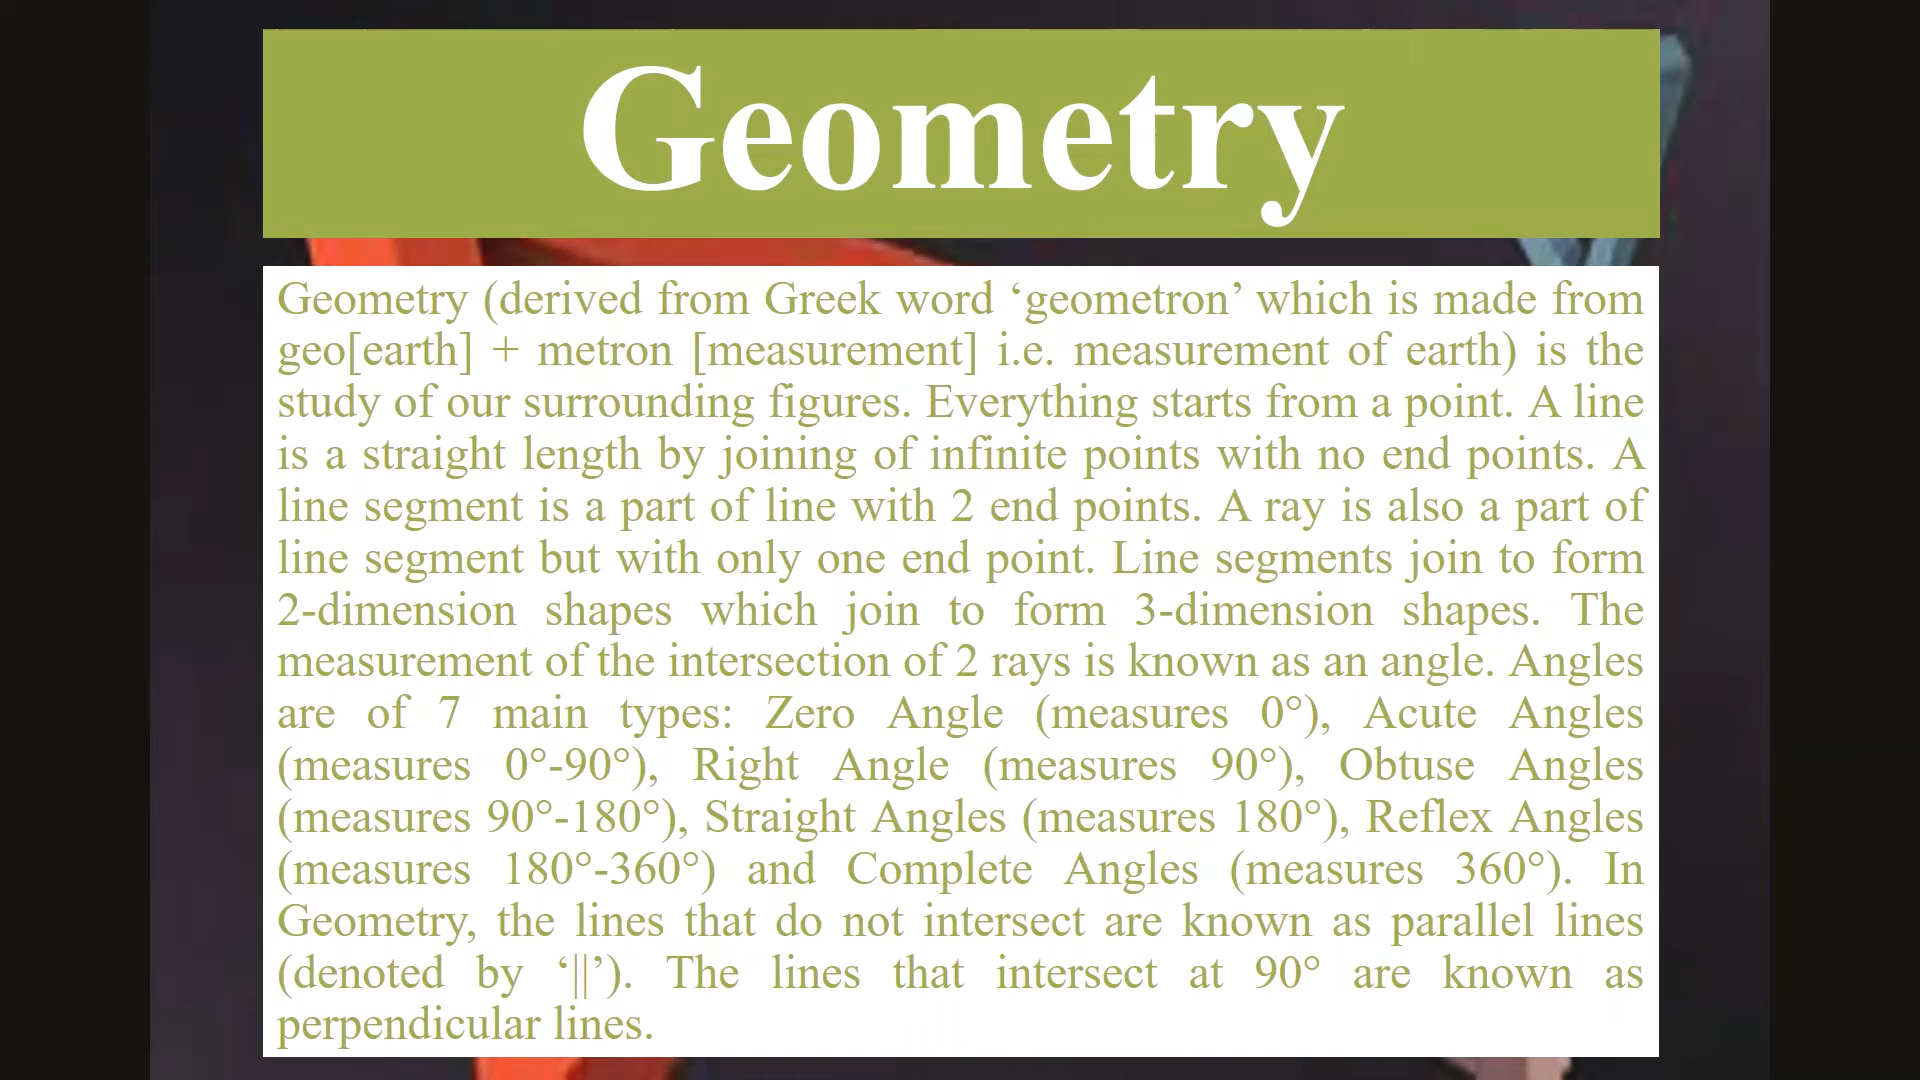 Geometry
Geometry (derived from Greek word ‘geometron’ which is made from
geo[earth] + metron [measurement] i.e. measurement of earth) is the
study of our surrounding figures. Everything starts from a point. A line
is a straight length by joining of infinite points with no end points. A
line segment is a part of line with 2 end points. A ray is also a part of
line segment but with only one end point. Line segments join to form
2-dimension shapes which join to form 3-dimension shapes. The
measurement of the intersection of 2 rays is known as an angle. Angles
are of 7 main types: Zero Angle (measures 0°), Acute Angles
(measures 0°-90°), Right Angle (measures 90°), Obtuse Angles
(measures 90°-180°), Straight Angles (measures 180°), Reflex Angles
(measures 180°-360°) and Complete Angles (measures 360°). In
Geometry, the lines that do not intersect are known as parallel lines
(denoted by ‘||’). The lines that intersect at 90° are known as
perpendicular lines.